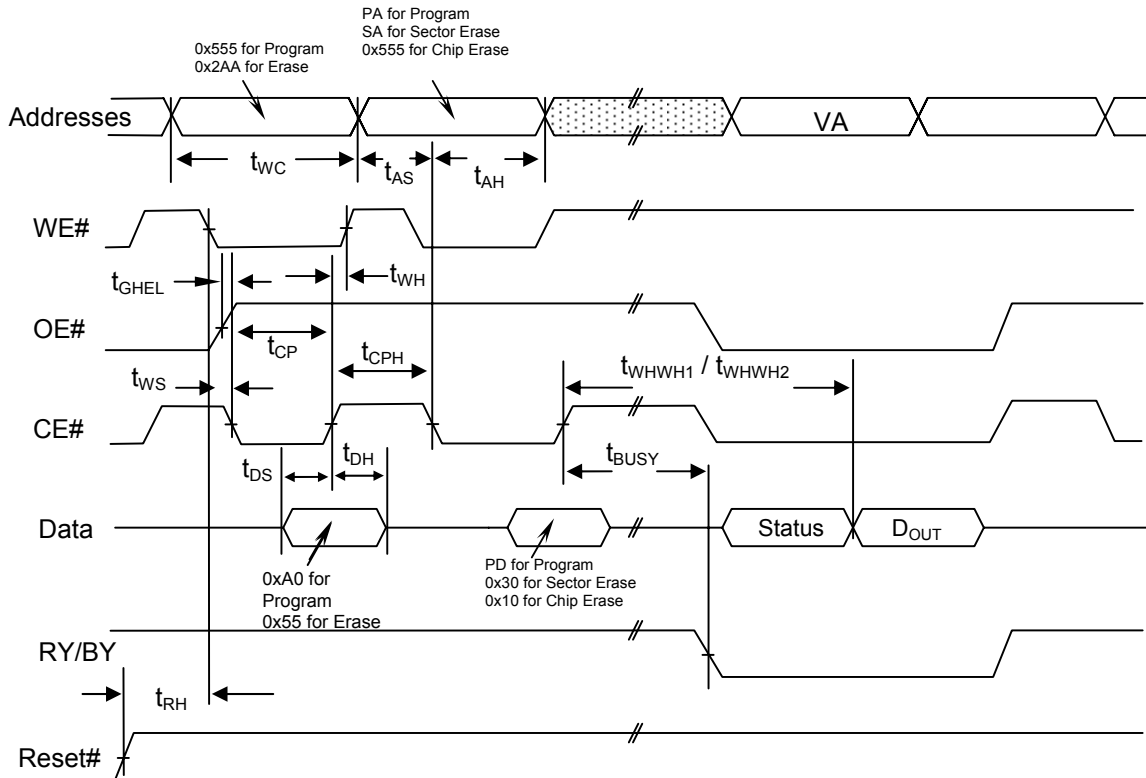 PA for Program
SA for Sector Erase
0x555 for Chip Erase
0x555 for Program
0x2AA for Erase
Addresses
VA
tWC
tAS
tAH
WE#
tGHEL
tWH
OE#
tCP
tCPH
tWHWH1 / tWHWH2
tWS
CE#
tDS
tDH
tBUSY
Data
Status
DOUT
0xA0 for
Program
0x55 for Erase
PD for Program
0x30 for Sector Erase
0x10 for Chip Erase
RY/BY
tRH
Reset#